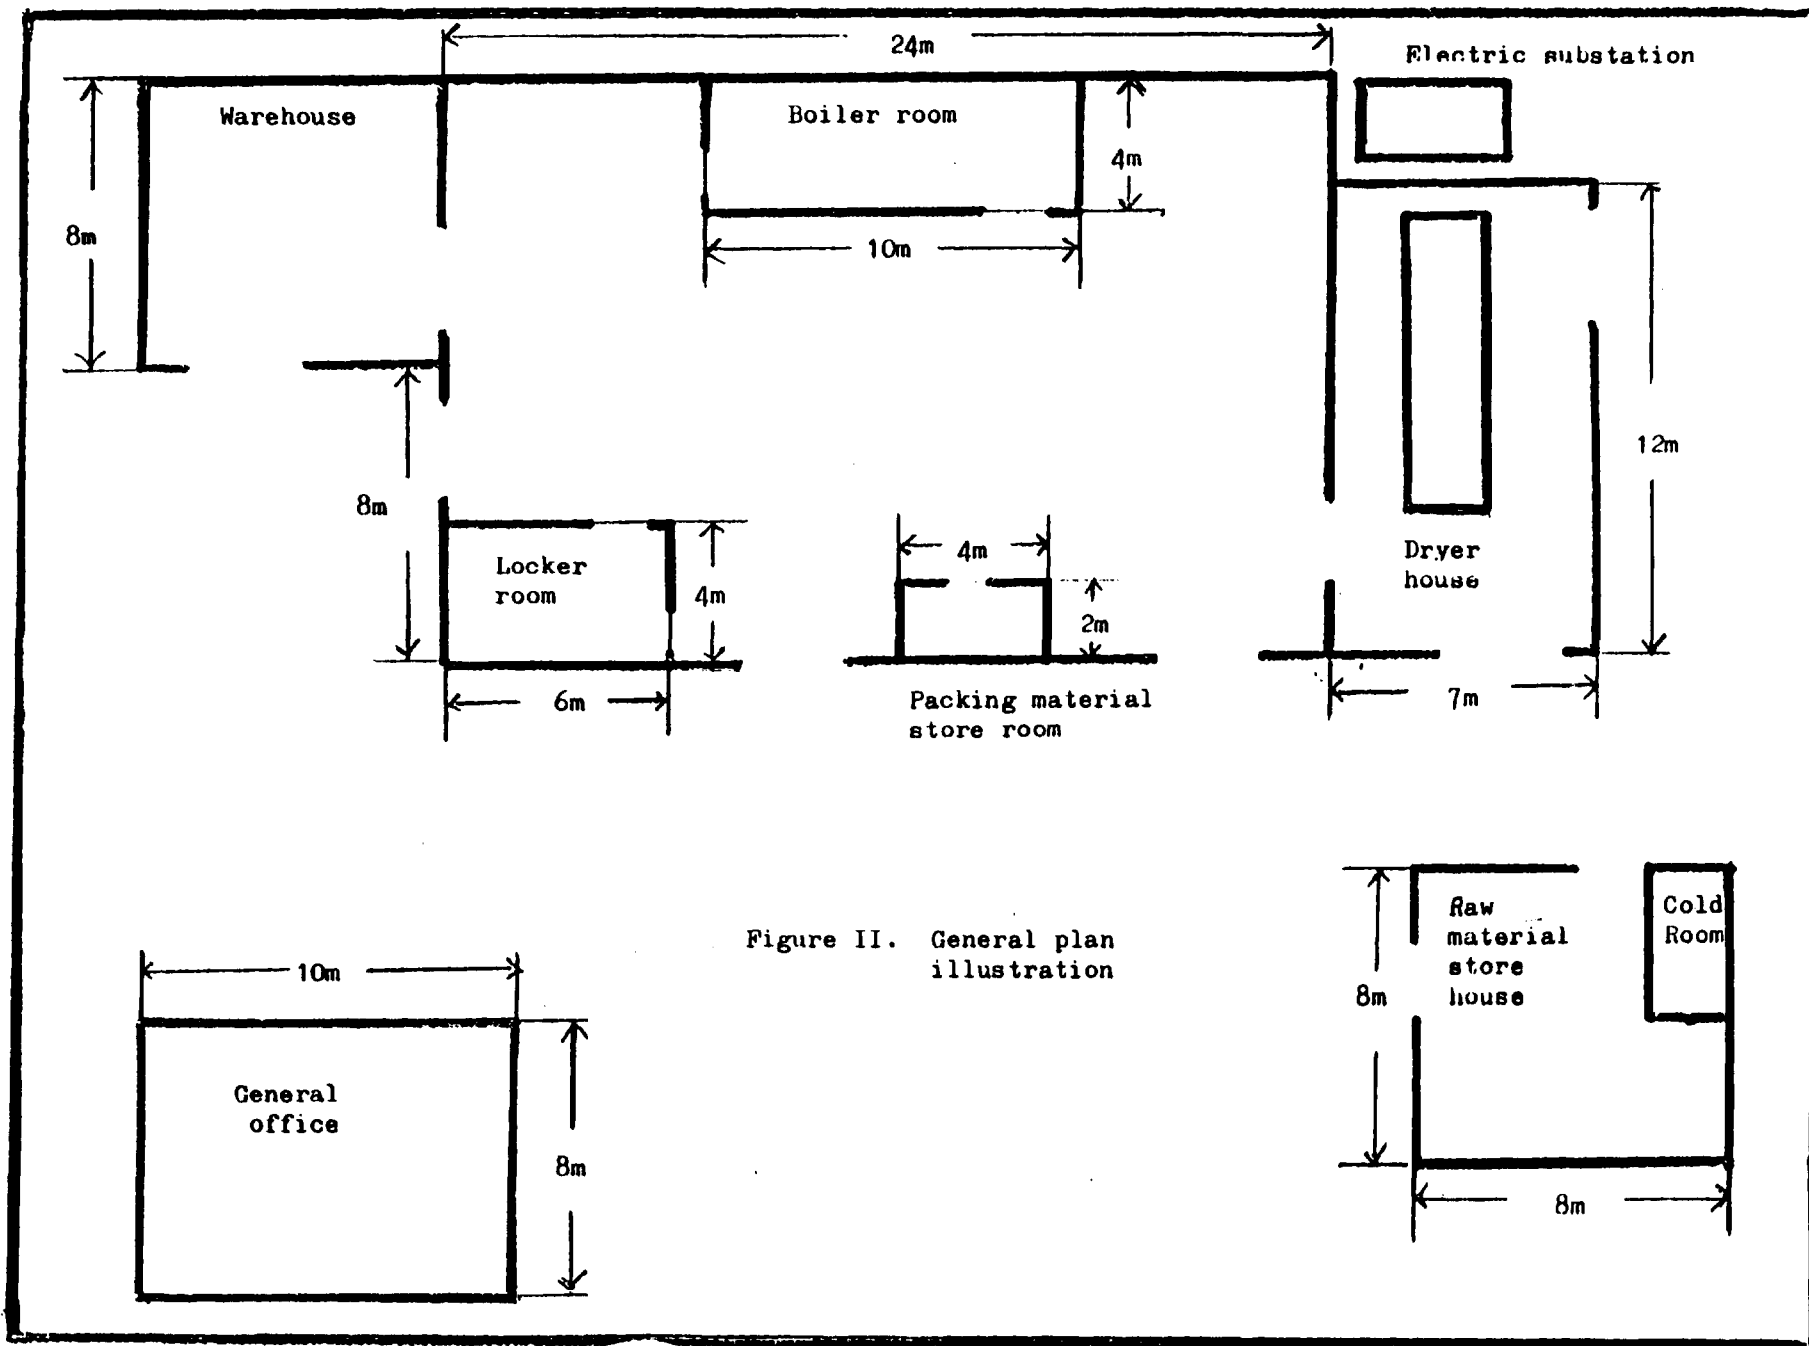 24m
Electric substation
Warehouse
Boiler room
4m
8m
10m
12m
8m
Locker
room
4m
4m
2m
Dryer
house
6m
Packing material
store room
7m
Figure II. General plan
illustration
Raw
material
store
house
Cold
Room
8m
10m
General
office
8m
8m